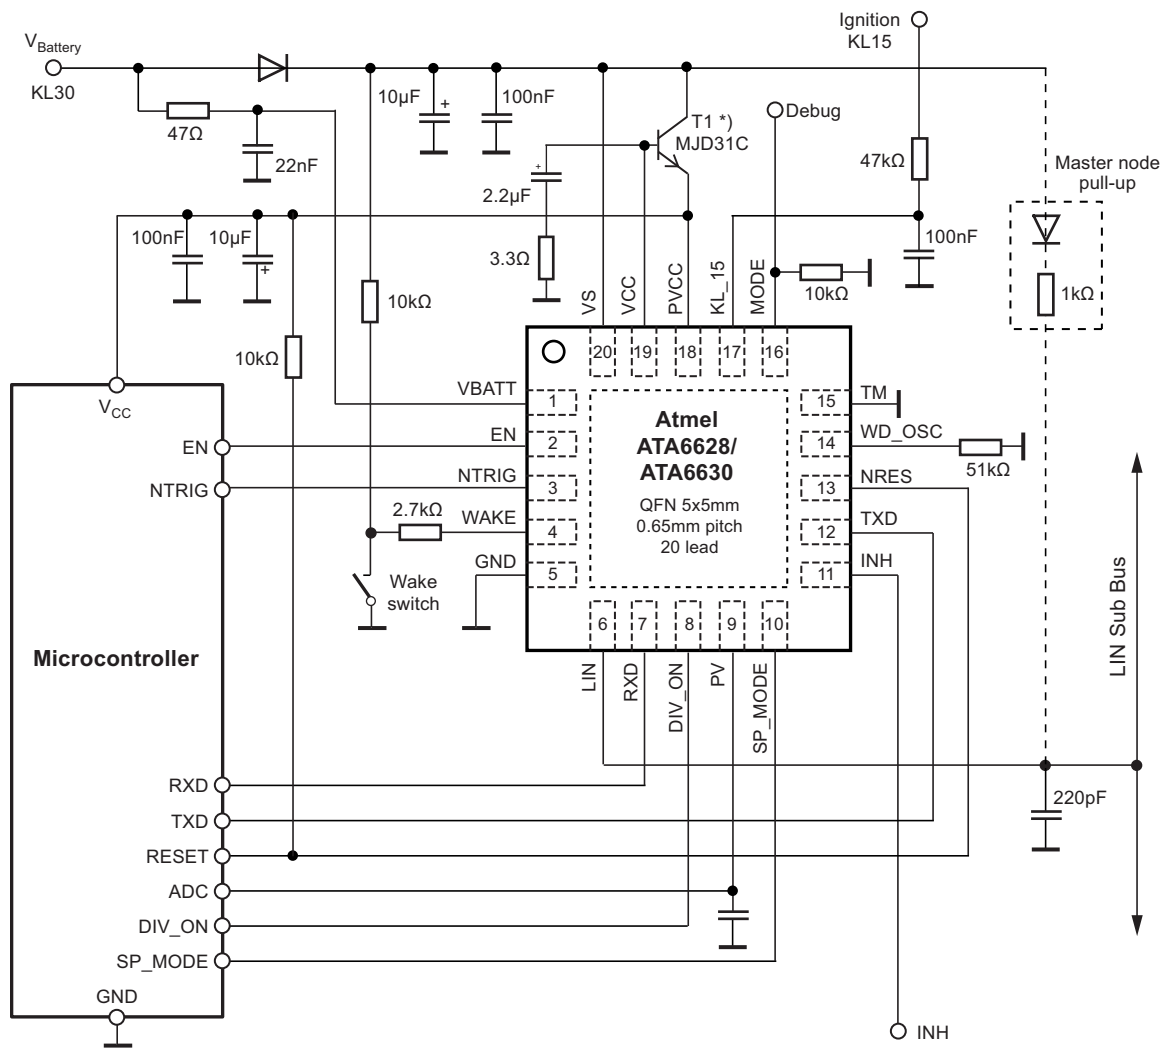 Ignition
KL15
VBattery
KL30
47Ω
22nF
10µF
+
100nF
T1 *)
MJD31C
Debug
47kΩ
Master node
pull-up
+
2.2µF
3.3Ω
100nF
10µF
+
10kΩ
10kΩ
100nF
10kΩ
1kΩ
VS
VCC
PVCC
KL_15
MODE
20
19
18
17
16
VCC
VBATT
1
EN
EN
2
NTRIG
NTRIG
3
2.7kΩ
WAKE
4
GND
5
Wake
switch
Atmel
ATA6628/
ATA6630
QFN 5x5mm
0.65mm pitch
20 lead
15
TM
14
WD_OSC
51kΩ
13
NRES
12
TXD
11
INH
6
7
8
9
10
LIN
RXD
DIV_ON
PV
SP_MODE
LIN Sub Bus
Microcontroller
220pF
RXD
TXD
RESET
ADC
DIV_ON
SP_MODE
GND
INH